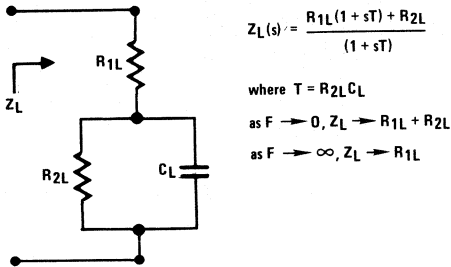 Z_L(s) = R_1L(1 + sT) + R_2L / (1 + sT)
R_1L
Z_L
where T = R_2L C_L
as F → 0, Z_L → R_1L + R_2L
as F → ∞, Z_L → R_1L
R_2L
C_L